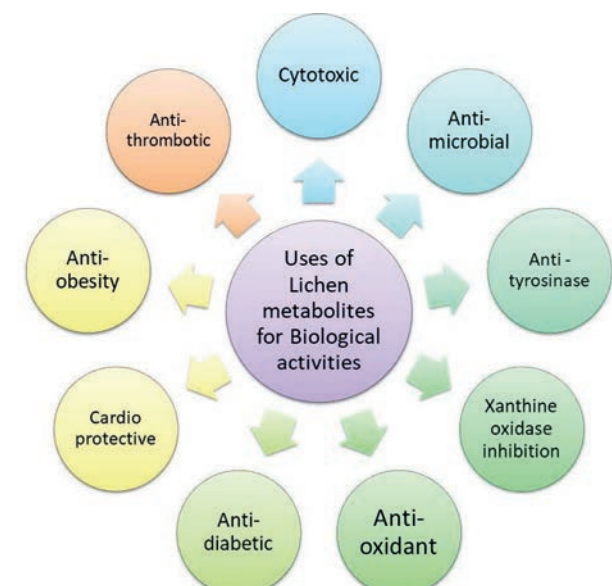 Cytotoxic
Anti-
microbial
Anti -
tyrosinase
Xanthine
oxidase
inhibition
Anti-
oxidant
Anti-
diabetic
Cardio
protective
Anti-
obesity
Anti-
thrombotic
Uses of
Lichen
metabolites
for Biological
activities